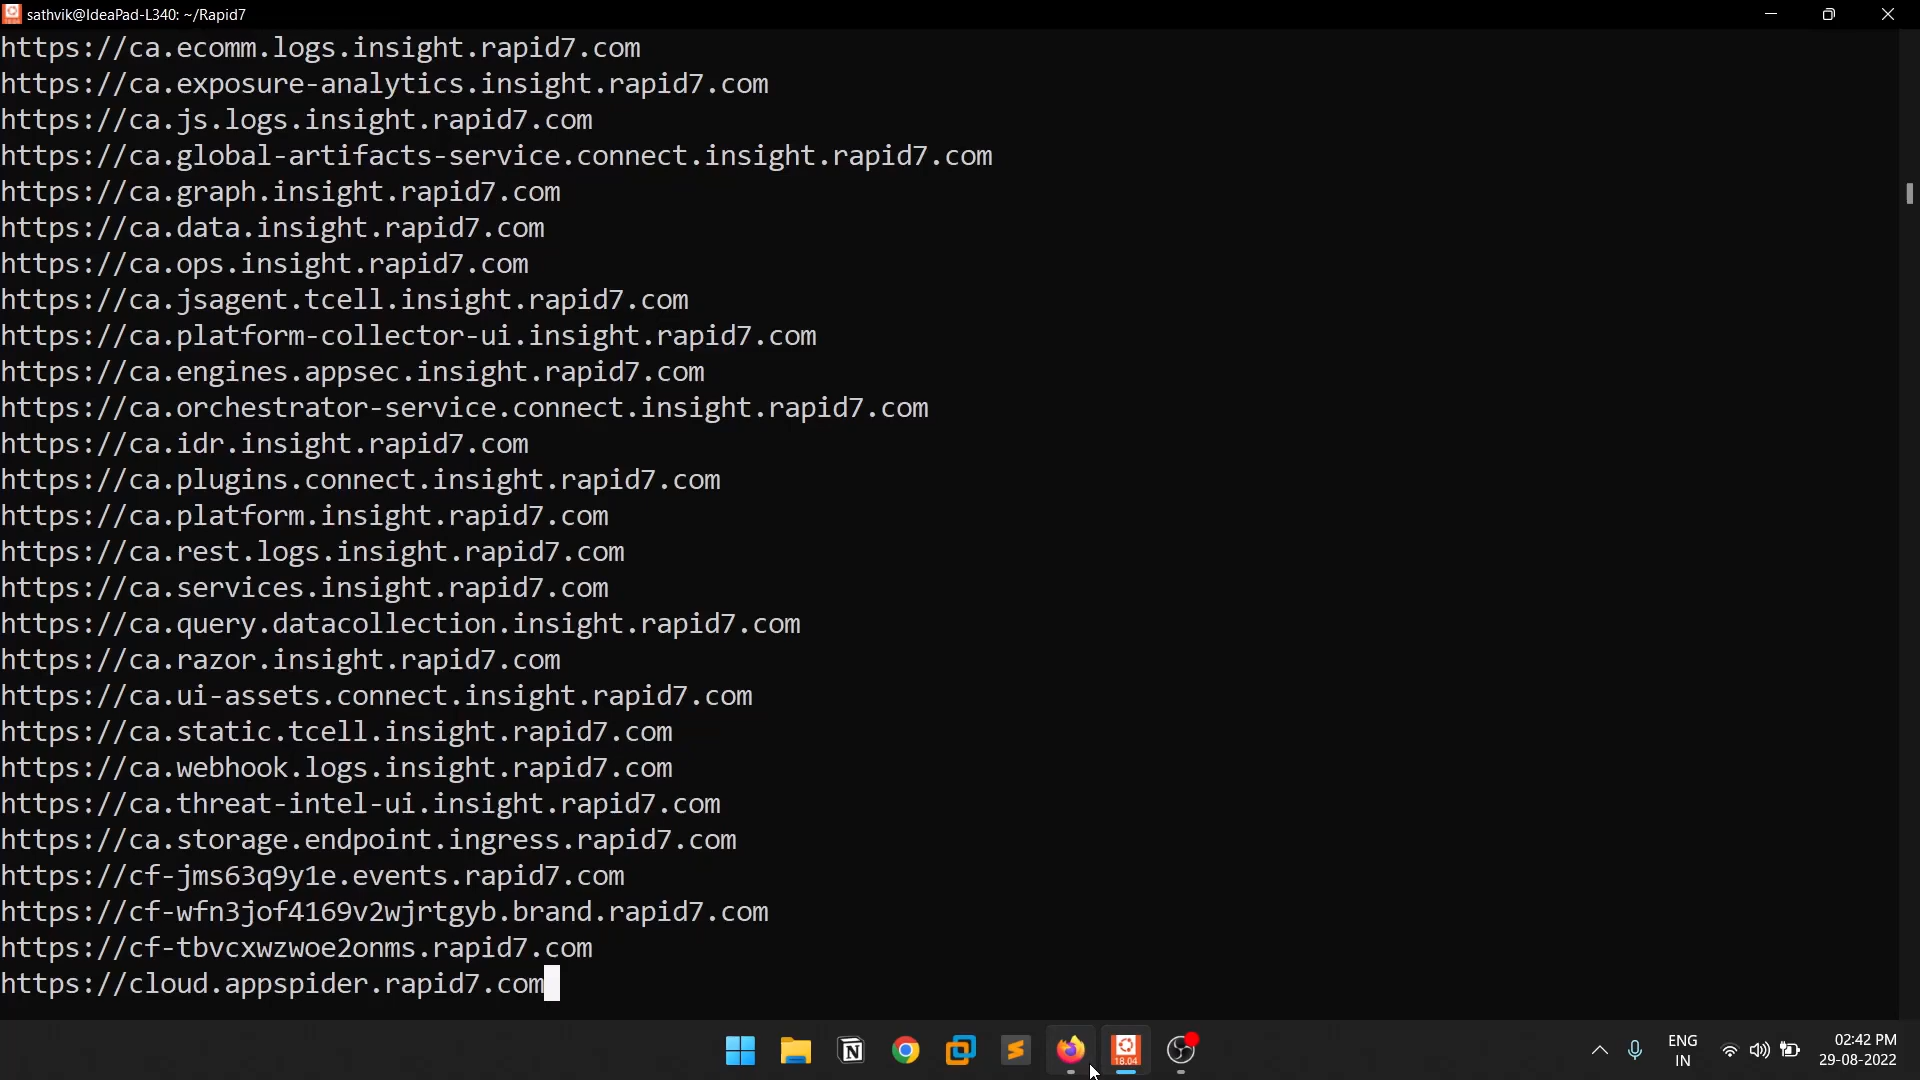 sathvik@IdeaPad-L340: ~/Rapid7
https://ca.ecomm.logs.insight.rapid7.com
https://ca.exposure-analytics.insight.rapid7.com
https://ca.js.logs.insight.rapid7.com
https://ca.global-artifacts-service.connect.insight.rapid7.com
https://ca.graph.insight.rapid7.com
https://ca.data.insight.rapid7.com
https://ca.ops.insight.rapid7.com
https://ca.jsagent.tcell.insight.rapid7.com
https://ca.platform-collector-ui.insight.rapid7.com
https://ca.engines.appsec.insight.rapid7.com
https://ca.orchestrator-service.connect.insight.rapid7.com
https://ca.idr.insight.rapid7.com
https://ca.plugins.connect.insight.rapid7.com
https://ca.platform.insight.rapid7.com
https://ca.rest.logs.insight.rapid7.com
https://ca.services.insight.rapid7.com
https://ca.query.datacollection.insight.rapid7.com
https://ca.razor.insight.rapid7.com
https://ca.ui-assets.connect.insight.rapid7.com
https://ca.static.tcell.insight.rapid7.com
https://ca.webhook.logs.insight.rapid7.com
https://ca.threat-intel-ui.insight.rapid7.com
https://ca.storage.endpoint.ingress.rapid7.com
https://cf-jms63q9y1e.events.rapid7.com
https://cf-wfn3jof4169v2wjrtgyb.brand.rapid7.com
https://cf-tbvcxwzwoe2onms.rapid7.com
https://cloud.appspider.rapid7.com
18.04
ENG
IN
02:42 PM
29-08-2022